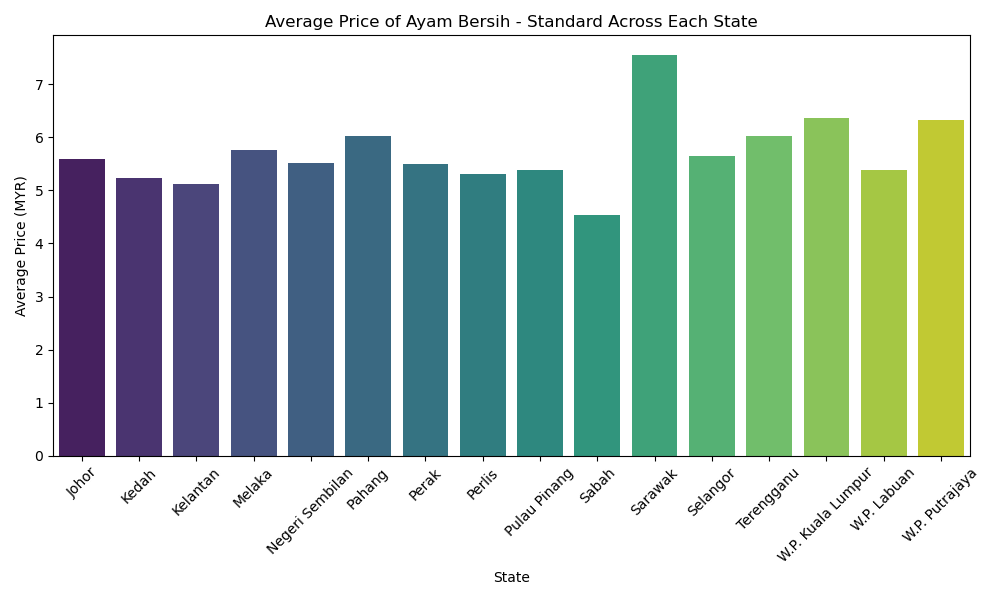 Average Price of Ayam Bersih - Standard Across Each State
Average Price (MYR)
7
6
5
4
3
2
1
0
Johor
Kedah
Kelantan
Melaka
Negeri Sembilan
Pahang
Perak
Perlis
Pulau Pinang
Sabah
Sarawak
Selangor
Terengganu
W.P. Kuala Lumpur
W.P. Labuan
W.P. Putrajaya
State